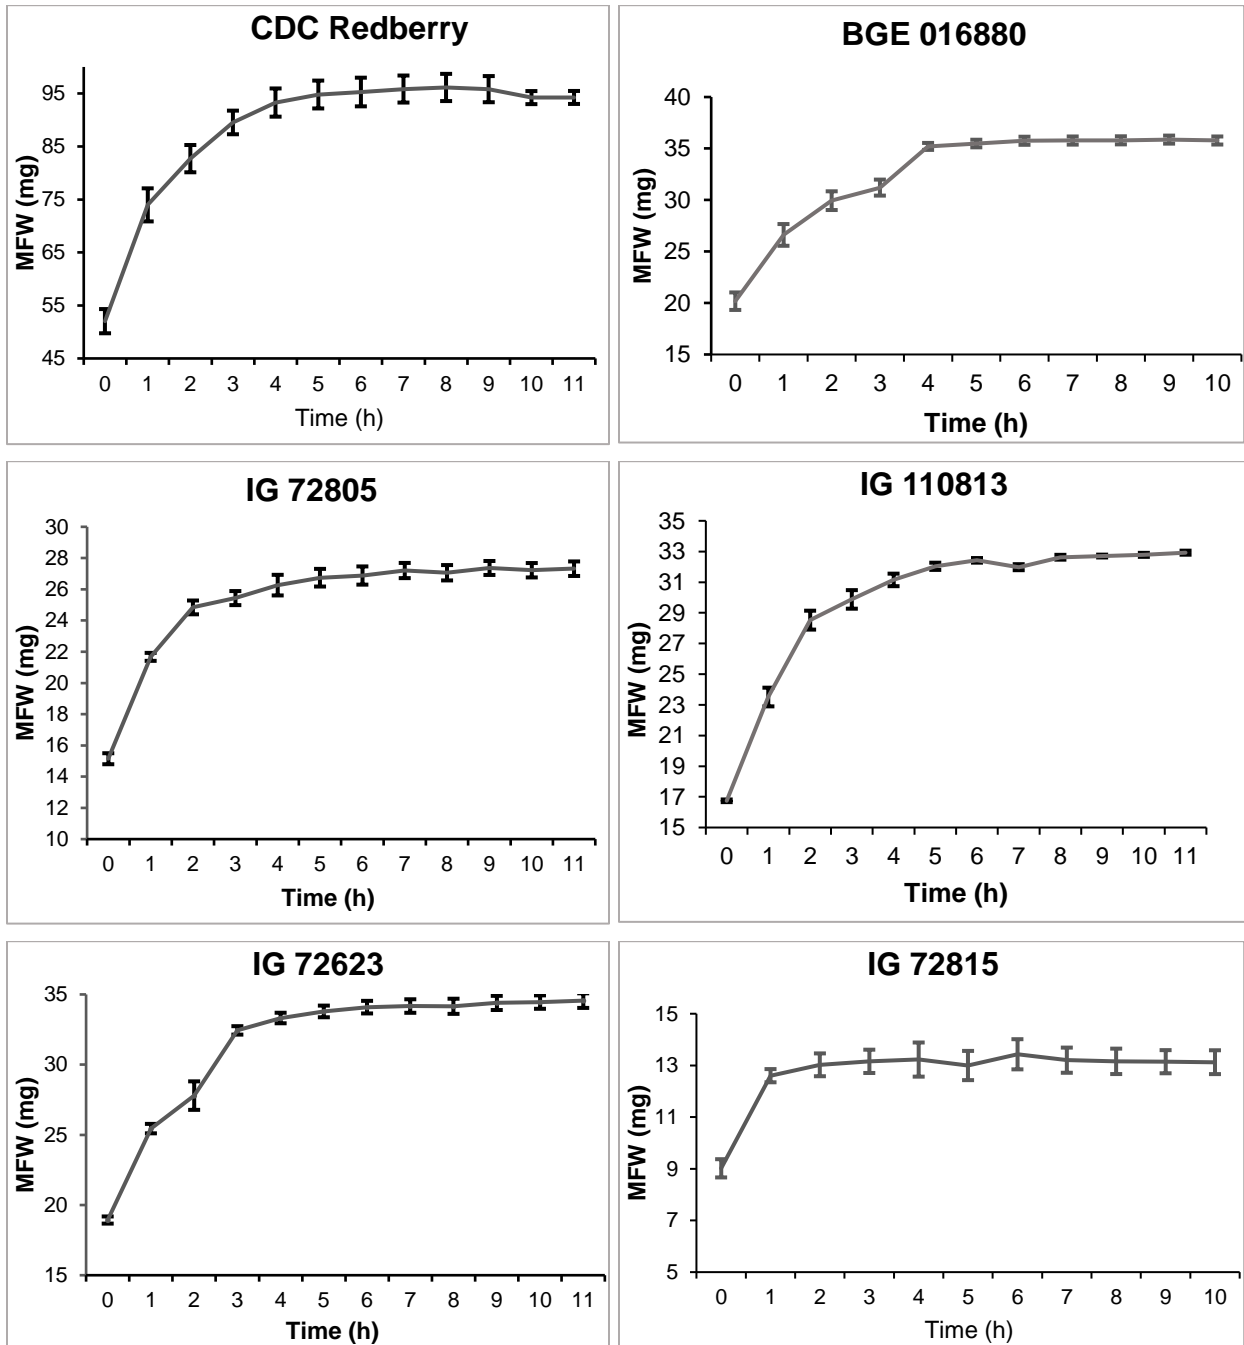 CDC Redberry
MFW (mg)
95
85
75
65
55
45
0 1 2 3 4 5 6 7 8 9 10 11
Time (h)
BGE 016880
MFW (mg)
40
35
30
25
20
15
0 1 2 3 4 5 6 7 8 9 10
Time (h)
IG 72805
MFW (mg)
30
28
26
24
22
20
18
16
14
12
10
0 1 2 3 4 5 6 7 8 9 10 11
Time (h)
IG 110813
MFW (mg)
35
33
31
29
27
25
23
21
19
17
15
0 1 2 3 4 5 6 7 8 9 10 11
Time (h)
IG 72623
MFW (mg)
35
30
25
20
15
0 1 2 3 4 5 6 7 8 9 10 11
Time (h)
IG 72815
MFW (mg)
15
13
11
9
7
5
0 1 2 3 4 5 6 7 8 9 10
Time (h)